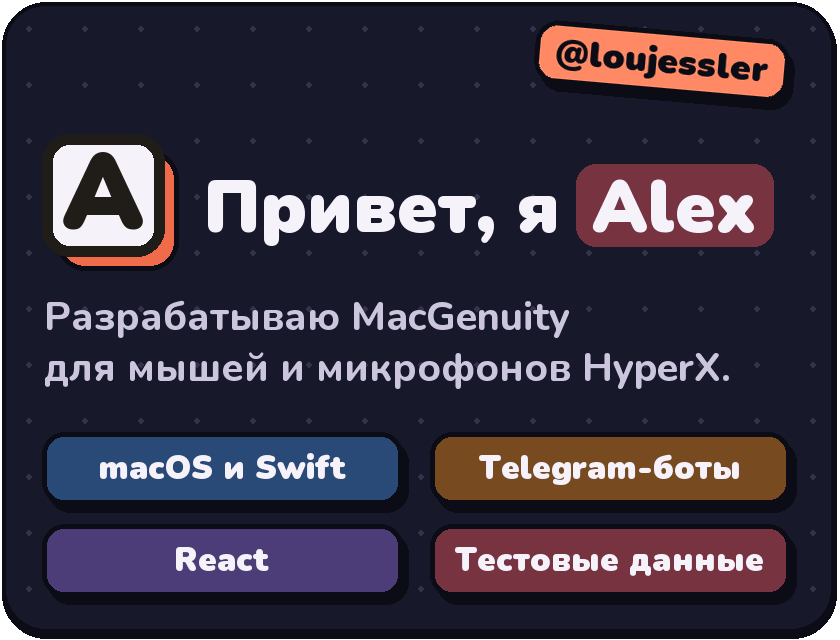 @loujessler
A
Привет, я Alex
Разрабатываю MacGenuity
для мышей и микрофонов HyperX.
macOS и Swift
Telegram-боты
React
Тестовые данные